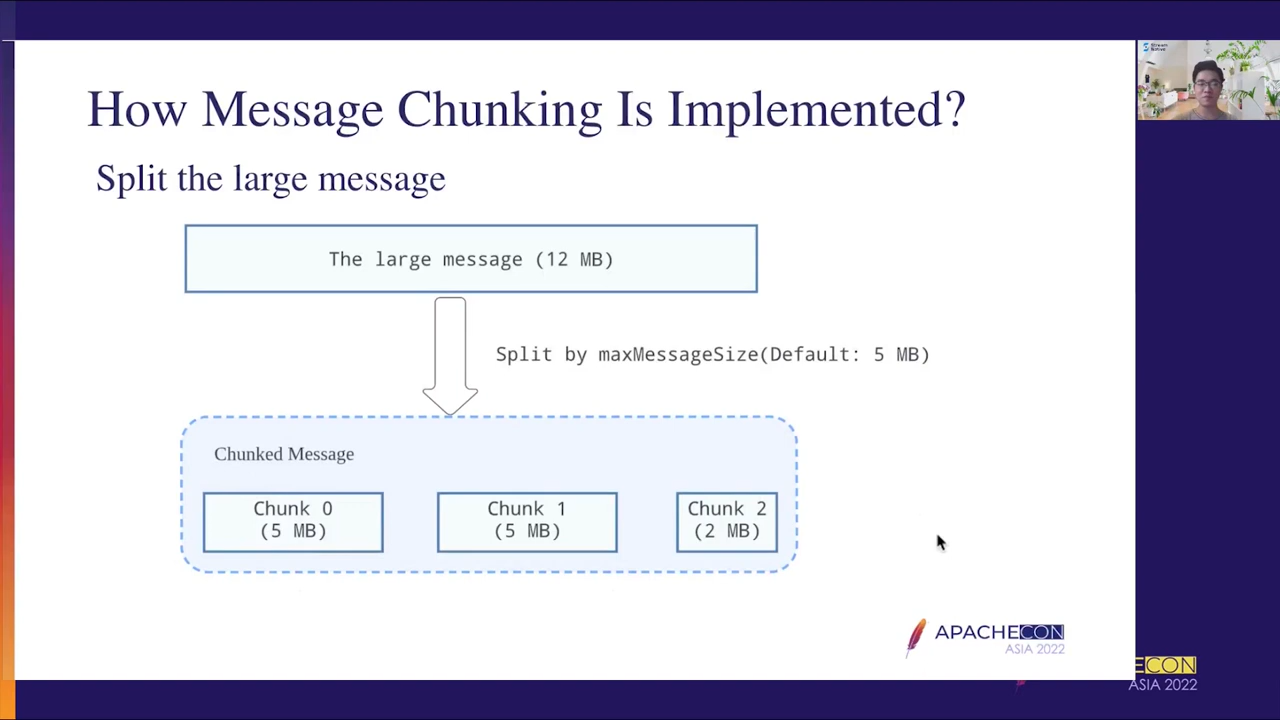 How Message Chunking Is Implemented?
Split the large message
The large message (12 MB)
Split by maxMessageSize(Default: 5 MB)
Chunked Message
Chunk 0
(5 MB)
Chunk 1
(5 MB)
Chunk 2
(2 MB)
APACHECON
ASIA 2022
ECON
ASIA 2022
Stream
Native